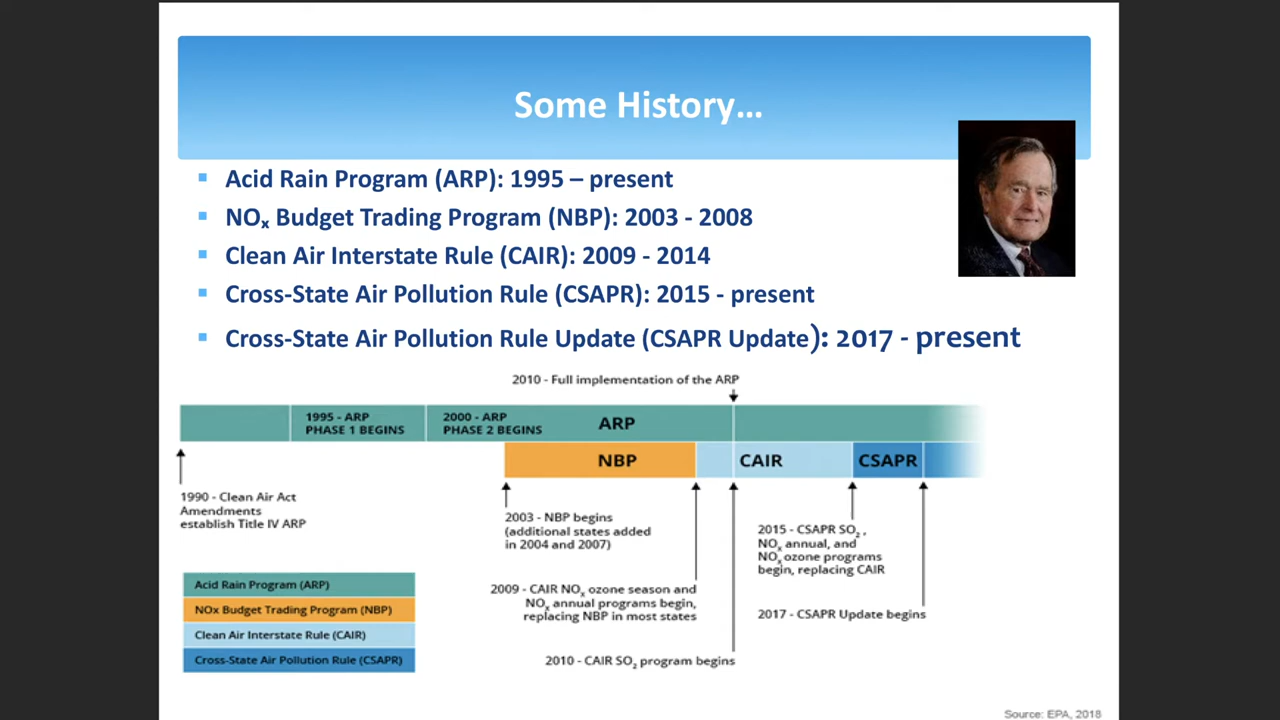 Some History…
Acid Rain Program (ARP): 1995 – present
NOₓ Budget Trading Program (NBP): 2003 - 2008
Clean Air Interstate Rule (CAIR): 2009 - 2014
Cross-State Air Pollution Rule (CSAPR): 2015 - present
Cross-State Air Pollution Rule Update (CSAPR Update): 2017 - present
2010 - Full implementation of the ARP
1995 - ARP
PHASE 1 BEGINS
2000 - ARP
PHASE 2 BEGINS
ARP
NBP
CAIR
CSAPR
1990 - Clean Air Act
Amendments
establish Title IV ARP
2003 - NBP begins
(additional states added
in 2004 and 2007)
2009 - CAIR NOₓ ozone season and
NOₓ annual programs begin,
replacing NBP in most states
2010 - CAIR SO₂ program begins
2015 - CSAPR SO₂ ,
NOₓ annual, and
NOₓ ozone programs
begin, replacing CAIR
2017 - CSAPR Update begins
Acid Rain Program (ARP)
NOx Budget Trading Program (NBP)
Clean Air Interstate Rule (CAIR)
Cross-State Air Pollution Rule (CSAPR)
Source: EPA, 2018